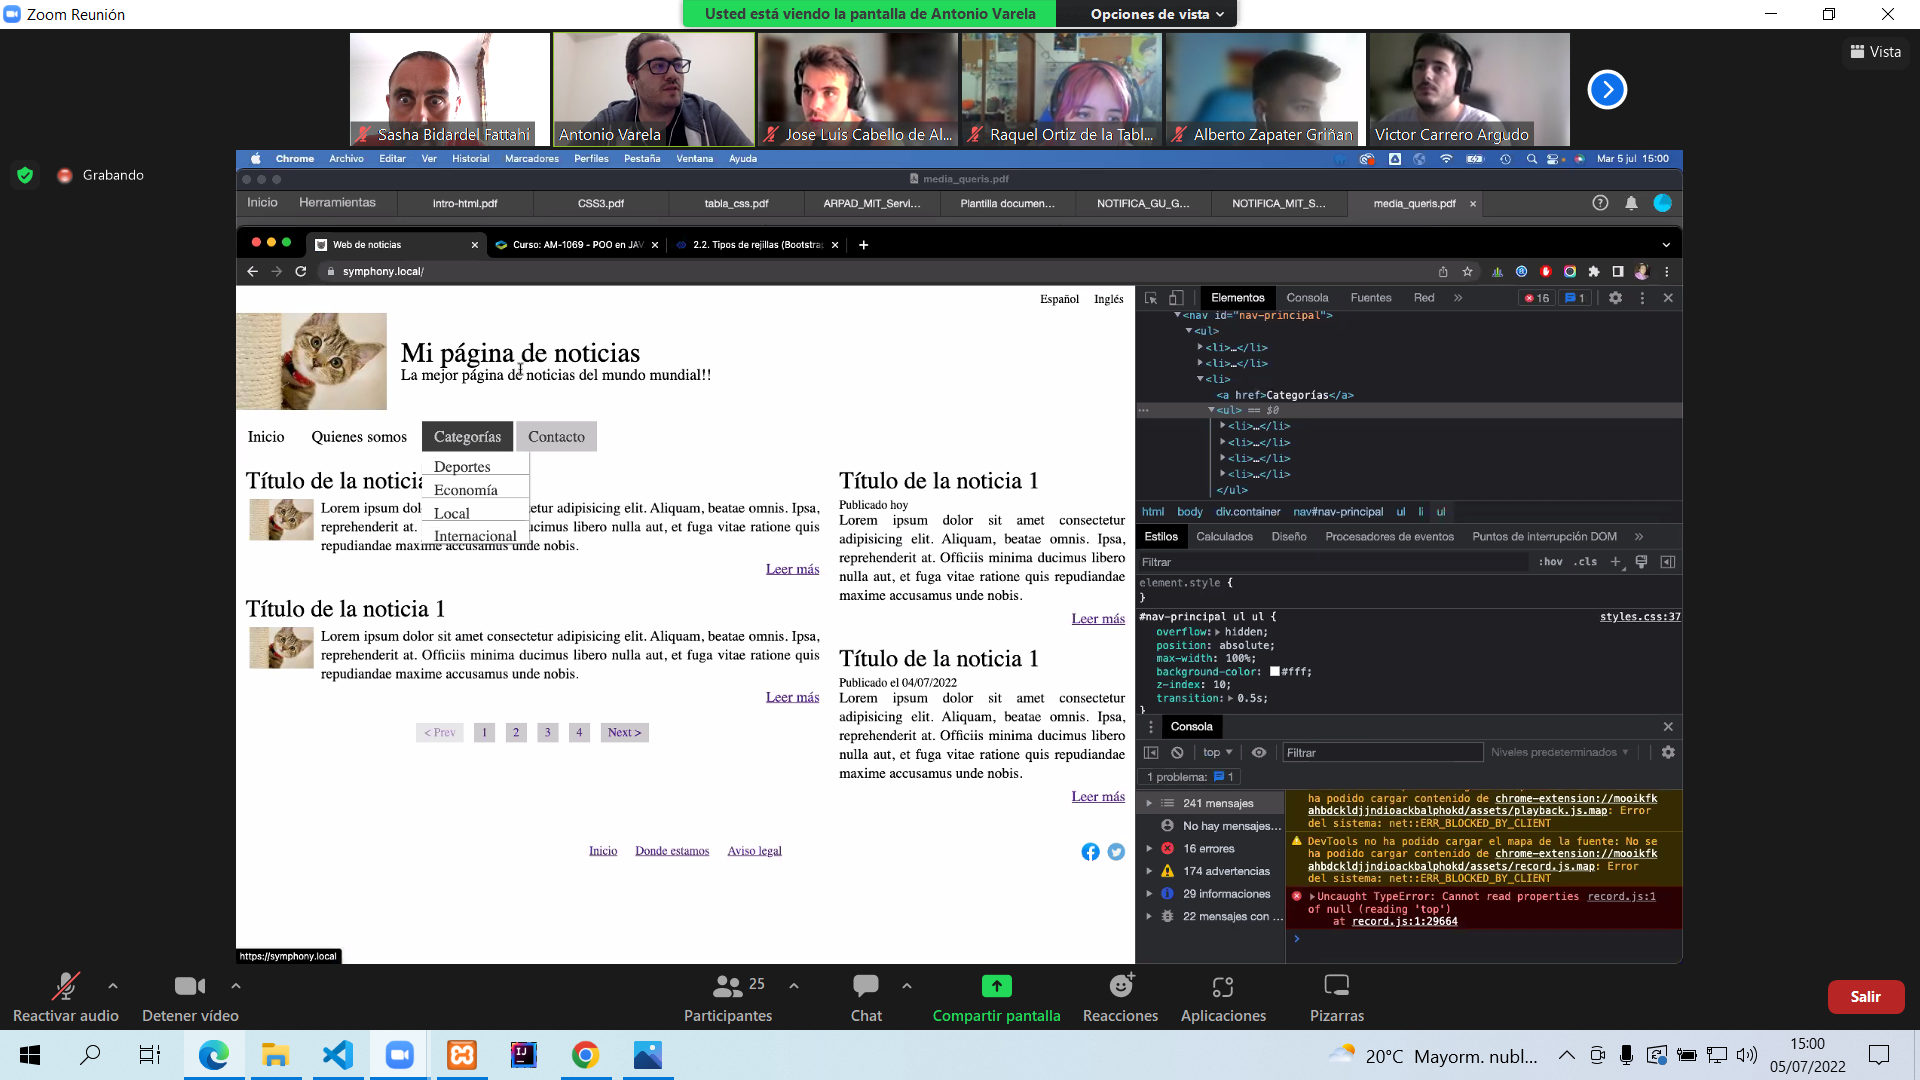 Zoom Reunión
Usted está viendo la pantalla de Antonio Varela
Opciones de vista
Vista
Sasha Bidardel Fattahi
Antonio Varela
Jose Luis Cabello de Al...
Raquel Ortiz de la Tabl...
Alberto Zapater Griñan
Victor Carrero Argudo
Grabando
Chrome Archivo Editar Ver Historial Marcadores Perfiles Pestaña Ventana Ayuda
Mar 5 jul 15:00
media_queris.pdf
Inicio Herramientas
intro-html.pdf
CSS3.pdf
tabla_css.pdf
ARPAD_MIT_Servi...
Plantilla documen...
NOTIFICA_GU_G...
NOTIFICA_MIT_S...
media_queris.pdf
Web de noticias
Curso: AM-1069 - POO en JAV
2.2. Tipos de rejillas (Bootstra
symphony.local/
Español Inglés
Mi página de noticias
La mejor página de noticias del mundo mundial!!
Inicio Quienes somos Categorías Contacto
Deportes
Economía
Local
Internacional
Título de la notici
Lorem ipsum dol
onsectetur adipisicing elit. Aliquam, beatae omnis. Ipsa,
reprehenderit at.
ucimus libero nulla aut, et fuga vitae ratione quis
repudiandae maxime accusamus unde nobis.
Leer más
Título de la noticia 1
Lorem ipsum dolor sit amet consectetur adipisicing elit. Aliquam, beatae omnis. Ipsa,
reprehenderit at. Officiis minima ducimus libero nulla aut, et fuga vitae ratione quis
repudiandae maxime accusamus unde nobis.
Leer más
< Prev 1 2 3 4 Next >
Título de la noticia 1
Publicado hoy
Lorem ipsum dolor sit amet consectetur
adipisicing elit. Aliquam, beatae omnis. Ipsa,
reprehenderit at. Officiis minima ducimus libero
nulla aut, et fuga vitae ratione quis repudiandae
maxime accusamus unde nobis.
Leer más
Título de la noticia 1
Publicado el 04/07/2022
Lorem ipsum dolor sit amet consectetur
adipisicing elit. Aliquam, beatae omnis. Ipsa,
reprehenderit at. Officiis minima ducimus libero
nulla aut, et fuga vitae ratione quis repudiandae
maxime accusamus unde nobis.
Leer más
Inicio Donde estamos Aviso legal
https://symphony.local
Elementos Consola Fuentes Red » 16 1
<nav id="nav-principal">
<ul>
<li>…</li>
<li>…</li>
<li>
<a href>Categorías</a>
<ul> == $0
<li>…</li>
<li>…</li>
<li>…</li>
<li>…</li>
</ul>
html body div.container nav#nav-principal ul li ul
Estilos Calculados Diseño Procesadores de eventos Puntos de interrupción DOM »
Filtrar
:hov .cls +
element.style {
}
#nav-principal ul ul {
styles.css:37
overflow: hidden;
position: absolute;
max-width: 100%;
background-color: #fff;
z-index: 10;
transition: 0.5s;
}
Consola
top
Filtrar
Niveles predeterminados
1 problema: 1
241 mensajes
No hay mensajes...
16 errores
174 advertencias
29 informaciones
22 mensajes con ...
ha podido cargar contenido de chrome-extension://mooikfk
ahbdckldjjndioackbalphokd/assets/playback.js.map: Error
del sistema: net::ERR_BLOCKED_BY_CLIENT
DevTools no ha podido cargar el mapa de la fuente: No se
ha podido cargar contenido de chrome-extension://mooikfk
ahbdckldjjndioackbalphokd/assets/record.js.map: Error
del sistema: net::ERR_BLOCKED_BY_CLIENT
Uncaught TypeError: Cannot read properties record.js:1
of null (reading 'top')
at record.js:1:29664
Reactivar audio
Detener vídeo
25
Participantes
Chat
Compartir pantalla
Reacciones
Aplicaciones
Pizarras
Salir
20°C Mayorm. nubl...
15:00
05/07/2022